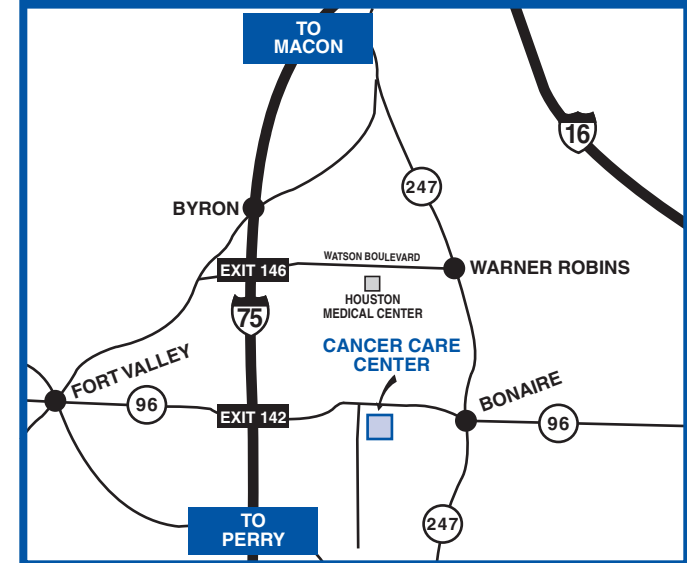 TO
MACON
16
247
BYRON
WATSON BOULEVARD
EXIT 146
WARNER ROBINS
HOUSTON
MEDICAL CENTER
75
CANCER CARE
CENTER
FORT VALLEY
BONAIRE
96
EXIT 142
96
TO
PERRY
247